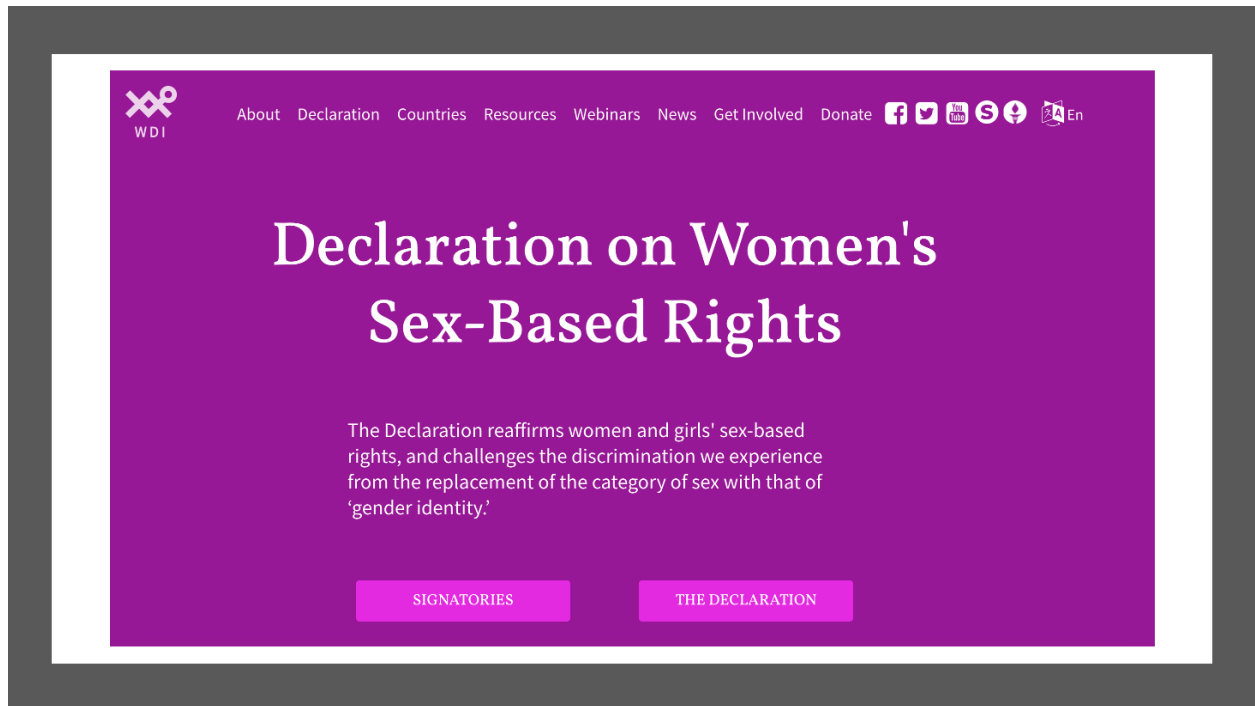 WDI
About Declaration Countries Resources Webinars News Get Involved Donate You Tube S En
Declaration on Women's
Sex-Based Rights
The Declaration reaffirms women and girls' sex-based
rights, and challenges the discrimination we experience
from the replacement of the category of sex with that of
‘gender identity.’
SIGNATORIES THE DECLARATION